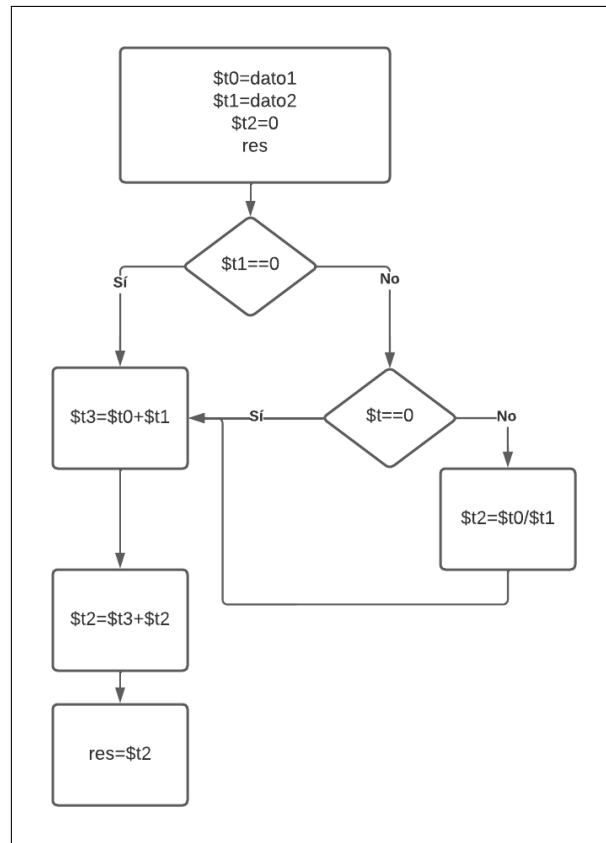 $t0=dato1
$t1=dato2
$t2=0
res
$t1==0
Sí
No
$t3=$t0+$t1
Sí
$t==0
No
$t2=$t0/$t1
$t2=$t3+$t2
res=$t2